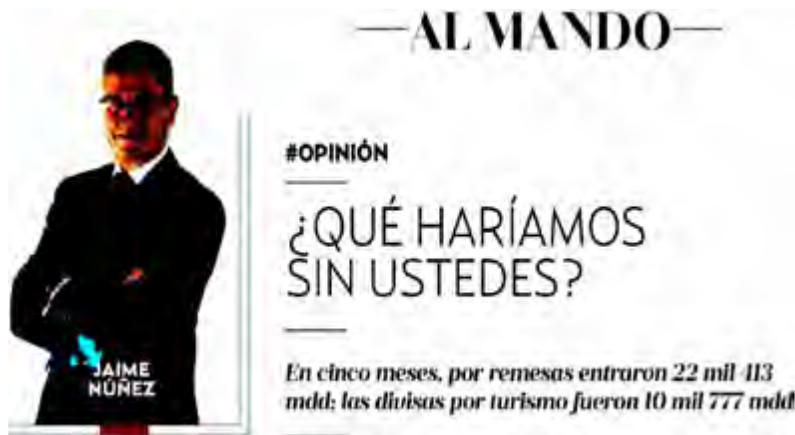 —AL MANDO—
#OPINIÓN
¿QUÉ HARÍAMOS
SIN USTEDES?
JAIME
NÚÑEZ
En cinco meses, por remesas entraron 22 mil 413
mdd; las divisas por turismo fueron 10 mil 777 mdd